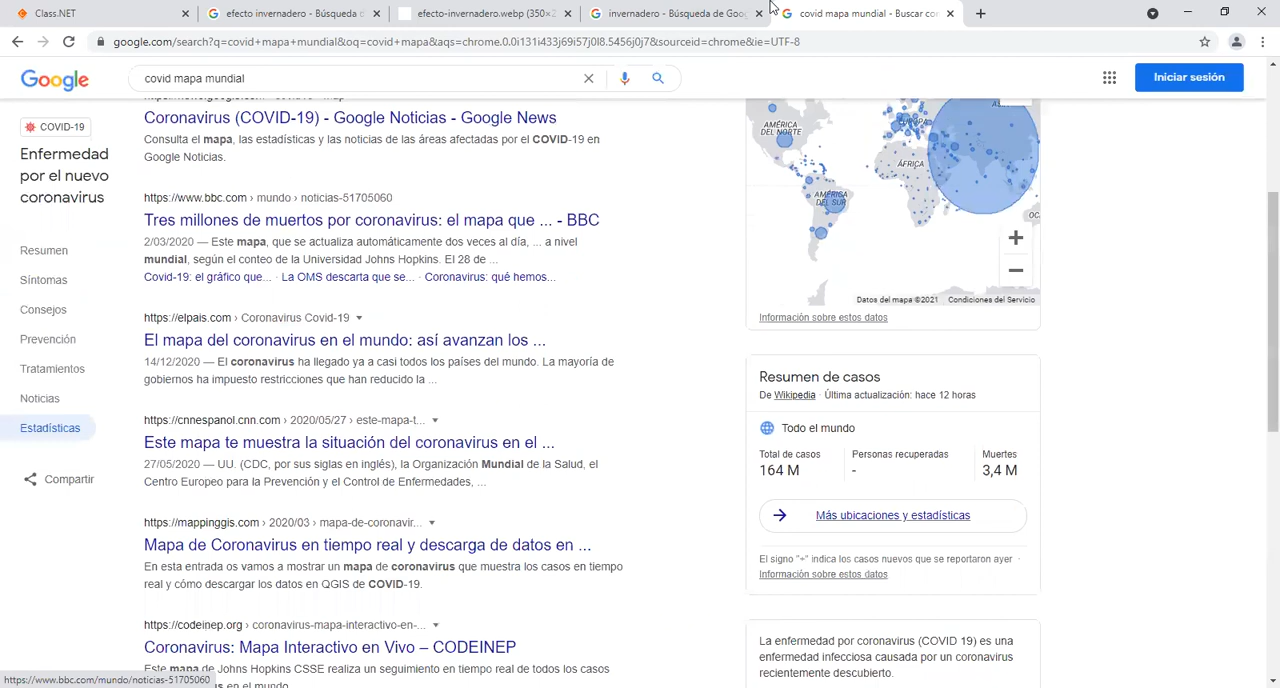 Class.NET
efecto invernadero - Búsqueda d
efecto-invernadero.webp (350×2
invernadero - Búsqueda de Goog
covid mapa mundial - Buscar con
google.com/search?q=covid+mapa+mundial&oq=covid+mapa&aqs=chrome.0.0i131i433j69i57j0l8.5456j0j7&sourceid=chrome&ie=UTF-8
Google
covid mapa mundial
Iniciar sesión
COVID-19
Enfermedad
por el nuevo
coronavirus
Resumen
Síntomas
Consejos
Prevención
Tratamientos
Noticias
Estadísticas
Compartir
Coronavirus (COVID-19) - Google Noticias - Google News
Consulta el mapa, las estadísticas y las noticias de las áreas afectadas por el COVID-19 en
Google Noticias.
https://www.bbc.com › mundo › noticias-51705060
Tres millones de muertos por coronavirus: el mapa que ... - BBC
2/03/2020 — Este mapa, que se actualiza automáticamente dos veces al día, ... a nivel
mundial, según el conteo de la Universidad Johns Hopkins. El 28 de ...
Covid-19: el gráfico que... · La OMS descarta que se... · Coronavirus: qué hemos...
https://elpais.com › Coronavirus Covid-19
El mapa del coronavirus en el mundo: así avanzan los ...
14/12/2020 — El coronavirus ha llegado ya a casi todos los países del mundo. La mayoría de
gobiernos ha impuesto restricciones que han reducido la ...
https://cnnespanol.cnn.com › 2020/05/27 › este-mapa-t...
Este mapa te muestra la situación del coronavirus en el ...
27/05/2020 — UU. (CDC, por sus siglas en inglés), la Organización Mundial de la Salud, el
Centro Europeo para la Prevención y el Control de Enfermedades, ...
https://mappinggis.com › 2020/03 › mapa-de-coronavir...
Mapa de Coronavirus en tiempo real y descarga de datos en ...
En esta entrada os vamos a mostrar un mapa de coronavirus que muestra los casos en tiempo
real y cómo descargar los datos en QGIS de COVID-19.
https://codeinep.org › coronavirus-mapa-interactivo-en-...
Coronavirus: Mapa Interactivo en Vivo – CODEINEP
Este mapa de Johns Hopkins CSSE realiza un seguimiento en tiempo real de todos los casos
en el mundo.
https://www.bbc.com/mundo/noticias-51705060
AMÉRICA
DEL NORTE
EUROPA
ÁFRICA
AMÉRICA
DEL SUR
OC
Datos del mapa ©2021 Condiciones del Servicio
Información sobre estos datos
Resumen de casos
De Wikipedia · Última actualización: hace 12 horas
Todo el mundo
Total de casos Personas recuperadas Muertes
164 M - 3,4 M
Más ubicaciones y estadísticas
El signo "+" indica los casos nuevos que se reportaron ayer ·
Información sobre estos datos
La enfermedad por coronavirus (COVID 19) es una
enfermedad infecciosa causada por un coronavirus
recientemente descubierto.